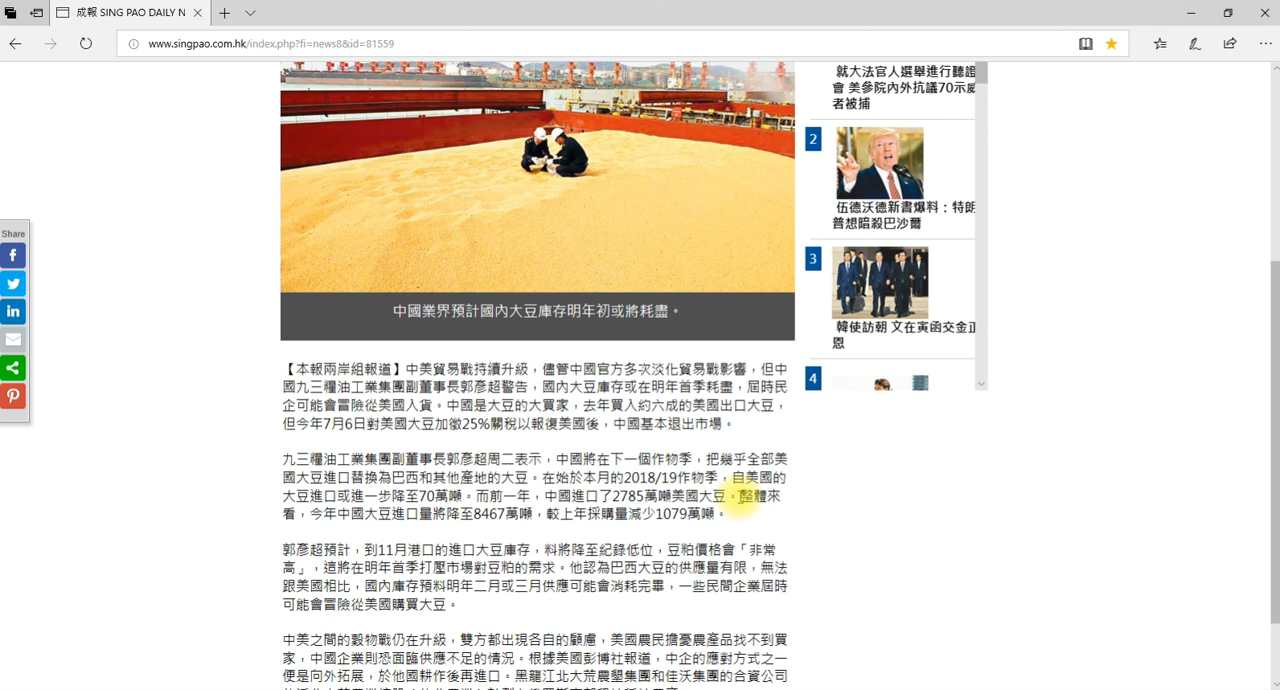 成報 SING PAO DAILY N
www.singpao.com.hk/index.php?fi=news8&id=81559
就大法官人選舉進行聽證
會 美參院內外抗議70示威
者被捕
2
伍德沃德新書爆料：特朗
普想暗殺巴沙爾
3
韓使訪朝 文在寅函交金正
恩
4
Share
中國業界預計國內大豆庫存明年初或將耗盡。
【本報兩岸組報道】中美貿易戰持續升級，儘管中國官方多次淡化貿易戰影響，但中
國九三糧油工業集團副董事長郭彥超警告，國內大豆庫存或在明年首季耗盡，屆時民
企可能會冒險從美國入貨。中國是大豆的大買家，去年買入約六成的美國出口大豆，
但今年7月6日對美國大豆加徵25%關稅以報復美國後，中國基本退出市場。
九三糧油工業集團副董事長郭彥超周二表示，中國將在下一個作物季，把幾乎全部美
國大豆進口替換為巴西和其他產地的大豆。在始於本月的2018/19作物季，自美國的
大豆進口或進一步降至70萬噸。而前一年，中國進口了2785萬噸美國大豆。整體來
看，今年中國大豆進口量將降至8467萬噸，較上年採購量減少1079萬噸。
郭彥超預計，到11月港口的進口大豆庫存，料將降至紀錄低位，豆粕價格會「非常
高」，這將在明年首季打壓市場對豆粕的需求。他認為巴西大豆的供應量有限，無法
跟美國相比，國內庫存預料明年二月或三月供應可能會消耗完畢，一些民間企業屆時
可能會冒險從美國購買大豆。
中美之間的穀物戰仍在升級，雙方都出現各自的顧慮，美國農民擔憂農產品找不到買
家，中國企業則恐面臨供應不足的情況。根據美國彭博社報道，中企的應對方式之一
便是向外拓展，於他國耕作後再進口。黑龍江北大荒農墾集團和佳沃集團的合資公司